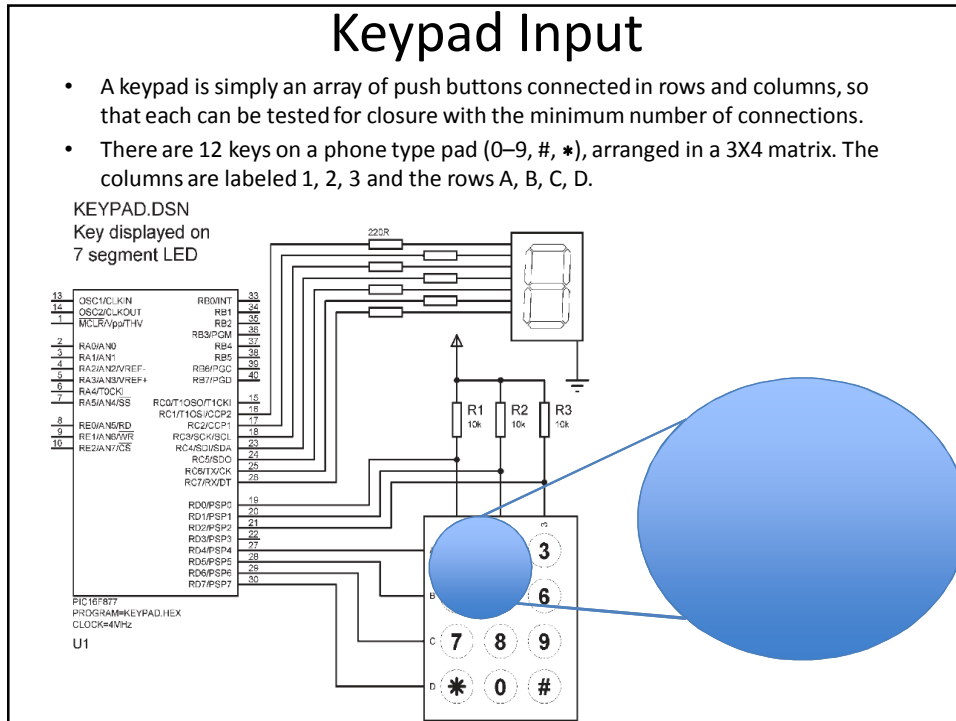 Keypad Input
• A keypad is simply an array of push buttons connected in rows and columns, so
that each can be tested for closure with the minimum number of connections.
• There are 12 keys on a phone type pad (0–9, #, ✱), arranged in a 3X4 matrix. The
columns are labeled 1, 2, 3 and the rows A, B, C, D.
KEYPAD.DSN
Key displayed on
7 segment LED
220R
13 OSC1/CLKIN RB0/INT 33
14 OSC2/CLKOUT RB1 34
1 MCLR/Vpp/THV RB2 35
RB3/PGM 36
2 RA0/AN0 RB4 37
3 RA1/AN1 RB5 38
4 RA2/AN2/VREF- RB6/PGC 39
5 RA3/AN3/VREF+ RB7/PGD 40
6 RA4/T0CKI
7 RA5/AN4/SS RC0/T1OSO/T1CKI 15
RC1/T1OSI/CCP2 16
8 RE0/AN5/RD RC2/CCP1 17
9 RE1/AN6/WR RC3/SCK/SCL 18
10 RE2/AN7/CS RC4/SDI/SDA 23
RC5/SDO 24
RC6/TX/CK 25
RC7/RX/DT 26
RD0/PSP0 19
RD1/PSP1 20
RD2/PSP2 21
RD3/PSP3 22
RD4/PSP4 27
RD5/PSP5 28
RD6/PSP6 29
RD7/PSP7 30
PIC16F877
PROGRAM=KEYPAD.HEX
CLOCK=4MHz
U1
R1 R2 R3
10k 10k 10k
3
3
B 6
C 7 8 9
D ✱ 0 #